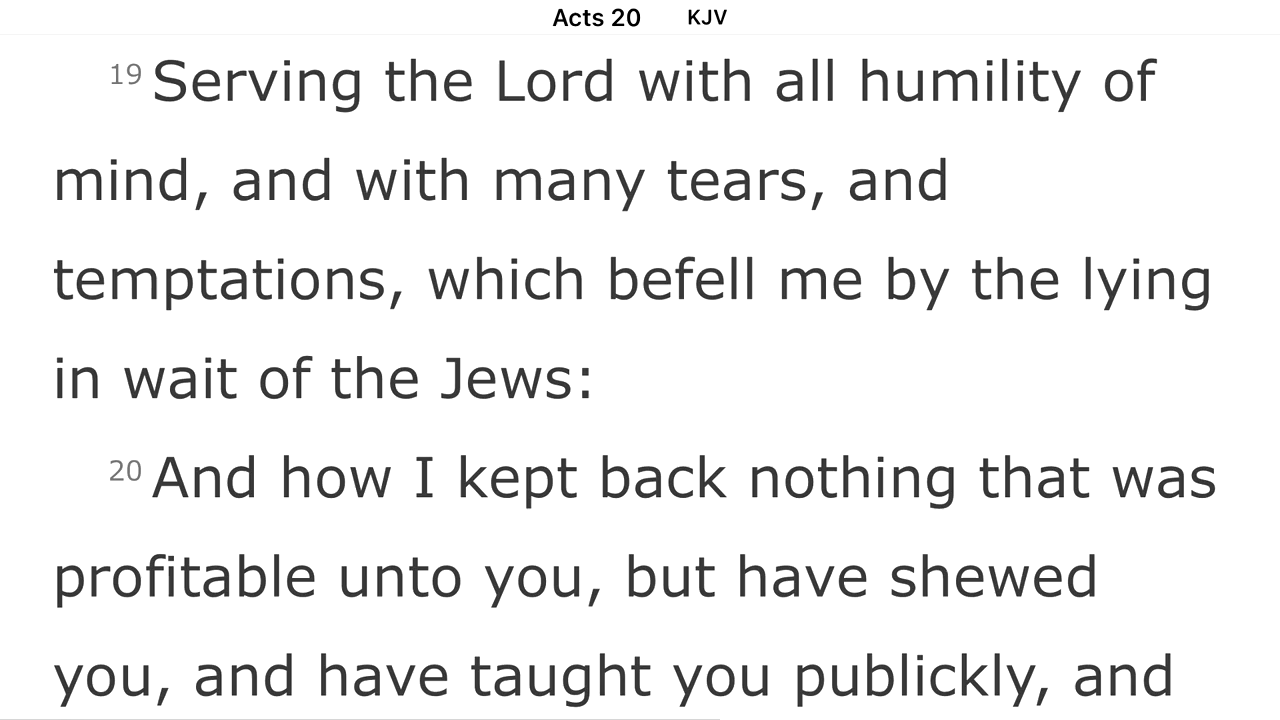 Acts 20 KJV
19 Serving the Lord with all humility of
mind, and with many tears, and
temptations, which befell me by the lying
in wait of the Jews:
20 And how I kept back nothing that was
profitable unto you, but have shewed
you, and have taught you publickly, and